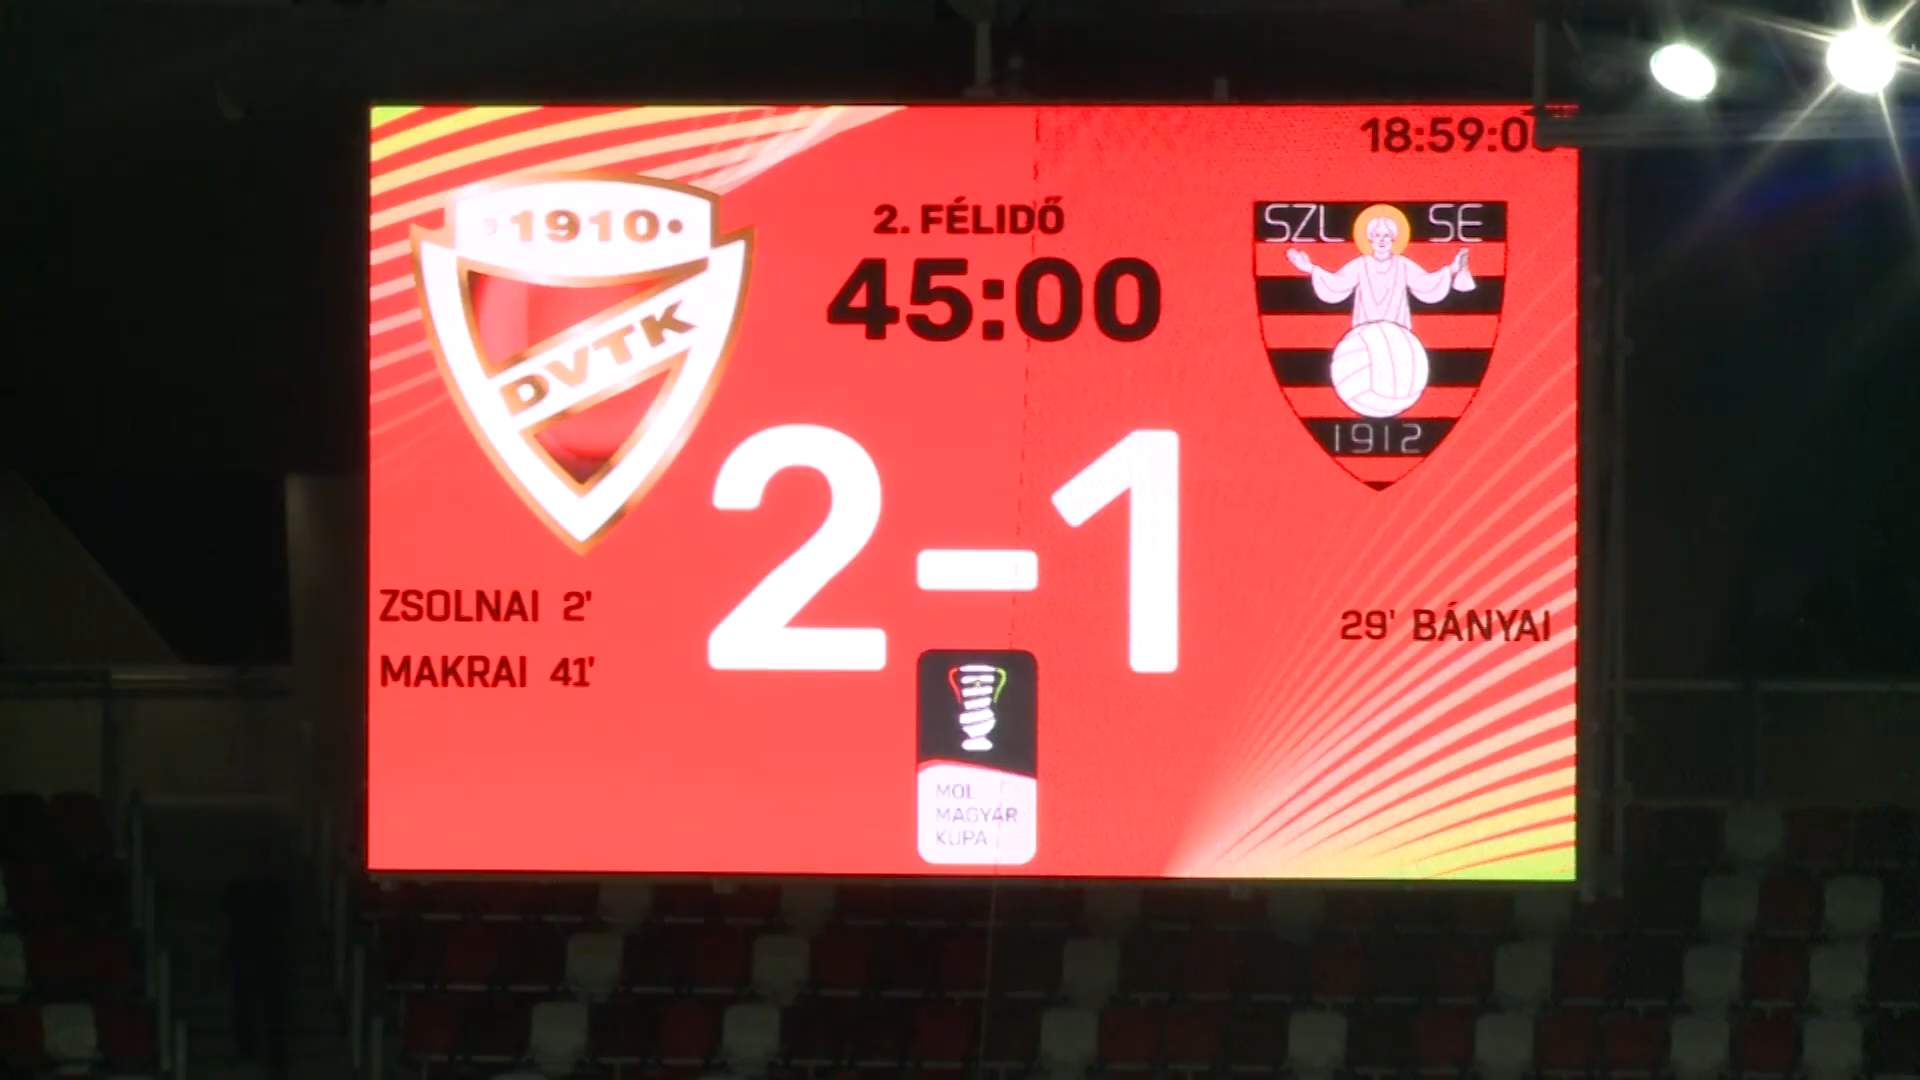 18:59:0
1910
DVTK
2. FÉLIDŐ
45:00
SZL SE
1912
2-1
ZSOLNAI 2'
MAKRAI 41'
29' BÁNYAI
MOL
MAGYAR
KUPA